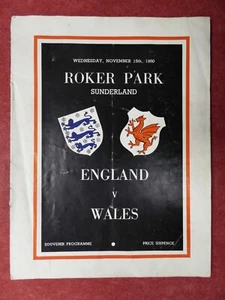 WEDNESDAY, NOVEMBER 15th, 1950
ROKER PARK
SUNDERLAND
ENGLAND
V
WALES
SOUVENIR PROGRAMME
PRICE SIXPENCE